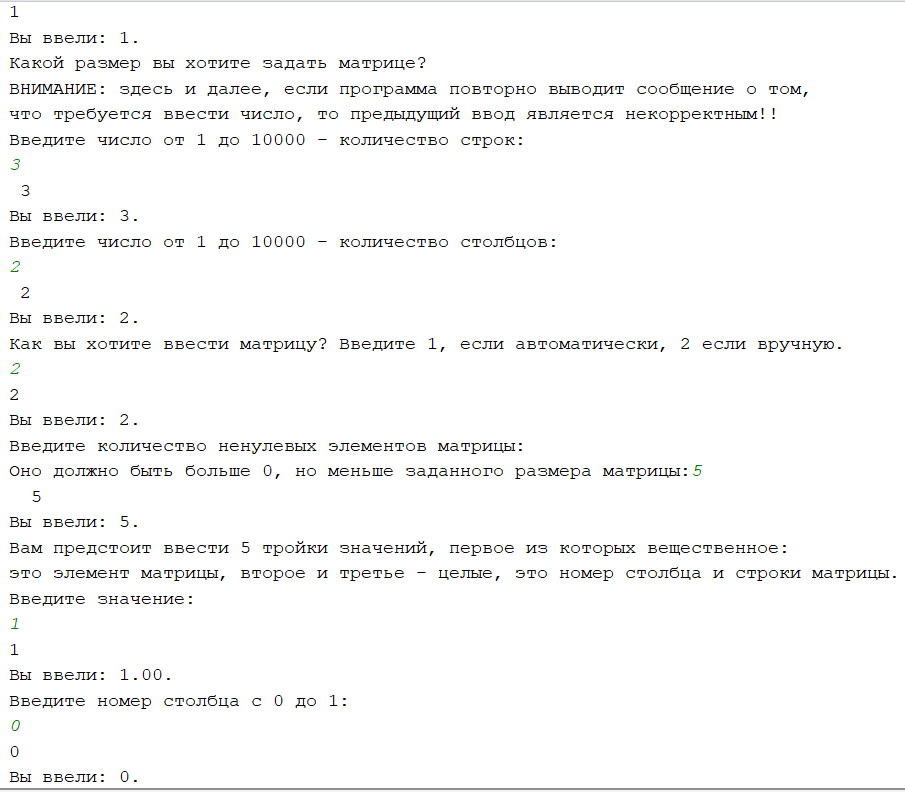 1
Вы ввели: 1.
Какой размер вы хотите задать матрице?
ВНИМАНИЕ: здесь и далее, если программа повторно выводит сообщение о том,
что требуется ввести число, то предыдущий ввод является некорректным!!
Введите число от 1 до 10000 – количество строк:
3
3
Вы ввели: 3.
Введите число от 1 до 10000 – количество столбцов:
2
2
Вы ввели: 2.
Как вы хотите ввести матрицу? Введите 1, если автоматически, 2 если вручную.
2
2
Вы ввели: 2.
Введите количество ненулевых элементов матрицы:
Оно должно быть больше 0, но меньше заданного размера матрицы:5
5
Вы ввели: 5.
Вам предстоит ввести 5 тройки значений, первое из которых вещественное:
это элемент матрицы, второе и третье – целые, это номер столбца и строки матрицы.
Введите значение:
1
1
Вы ввели: 1.00.
Введите номер столбца с 0 до 1:
0
0
Вы ввели: 0.